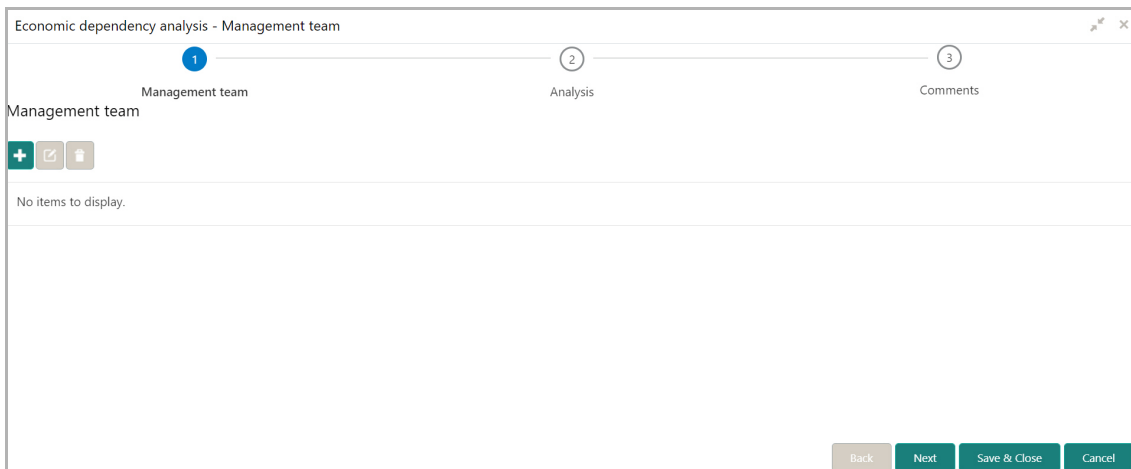 Economic dependency analysis - Management team
1 2 3
Management team Analysis Comments
Management team
No items to display.
Back Next Save & Close Cancel